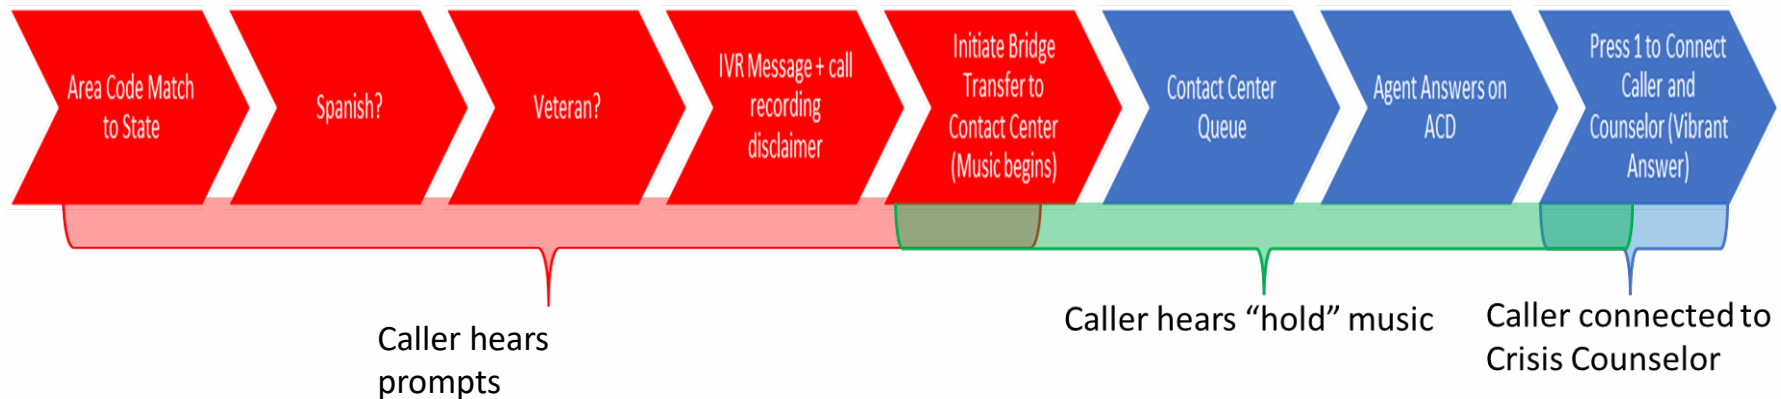 Area Code Match
to State
Spanish?
Veteran?
IVR Message + call
recording
disclaimer
Initiate Bridge
Transfer to
Contact Center
(Music begins)
Contact Center
Queue
Agent Answers on
ACD
Press 1 to Connect
Caller and
Counselor (Vibrant
Answer)
Caller hears
prompts
Caller hears “hold” music
Caller connected to
Crisis Counselor